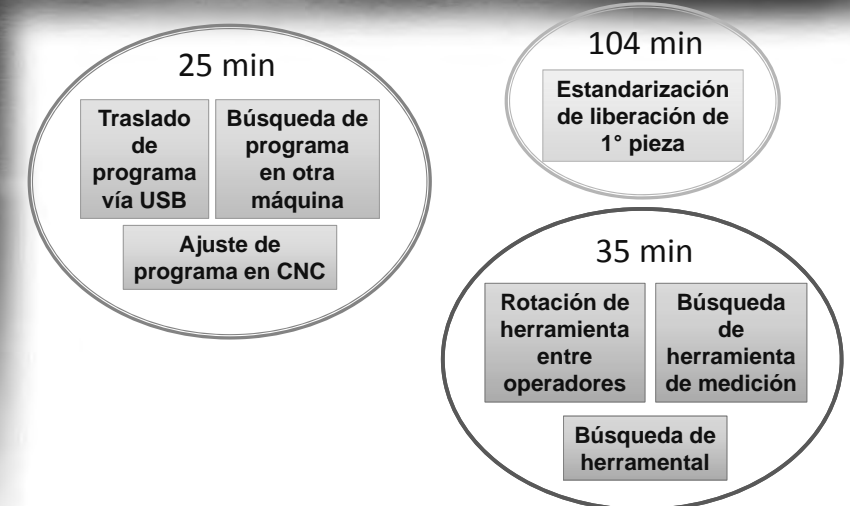 25 min
Traslado
de
programa
vía USB
Búsqueda de
programa
en otra
máquina
Ajuste de
programa en CNC
104 min
Estandarización
de liberación de
1° pieza
35 min
Rotación de
herramienta
entre
operadores
Búsqueda
de
herramienta
de medición
Búsqueda de
herramental